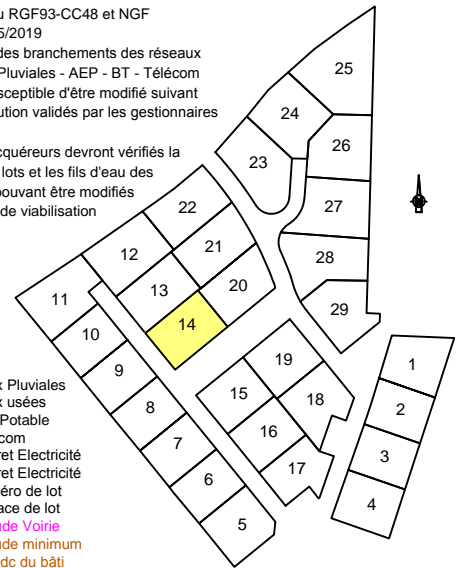 u RGF93-CC48 et NGF
5/2019
des branchements des réseaux
Pluviales - AEP - BT - Télécom
sceptible d'être modifié suivant
ution validés par les gestionnaires
cquéreurs devront vérifiés la
lots et les fils d'eau des
pouvant être modifiés
de viabilisation
25
24
26
23
22
27
21
12
28
20
13
11
29
14
10
19
1
9
18
15
2
8
16
7
3
17
6
4
5
x Pluviales
x usées
Potable
com
ret Electricité
ret Electricité
éro de lot
ace de lot
ude Voirie
ude minimum
dc du bâti